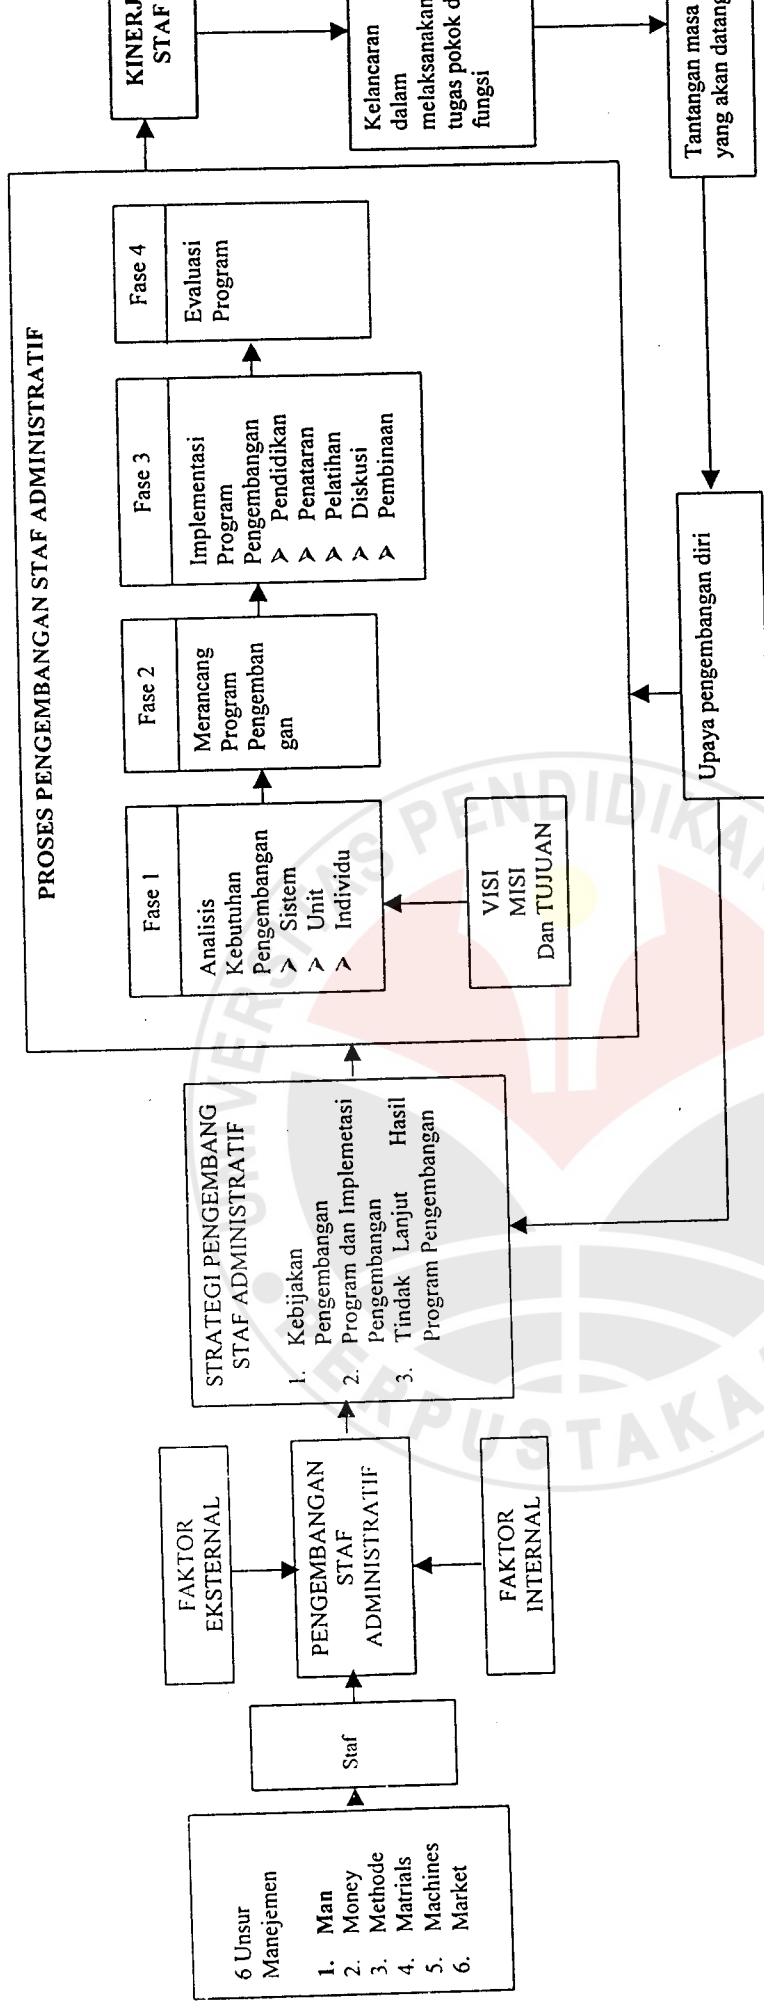 6 Unsur
Manejemen
1. Man
2. Money
3. Methode
4. Matrials
5. Machines
6. Market
Staf
FAKTOR
EKSTERNAL
PENGEMBANGAN
STAF
ADMINISTRATIF
FAKTOR
INTERNAL
STRATEGI PENGEMBANG
STAF ADMINISTRATIF
1. Kebijakan
Pengembangan
2. Program dan Implemetasi
Pengembangan
3. Tindak Lanjut Hasil
Program Pengembangan
PROSES PENGEMBANGAN STAF ADMINISTRATIF
Fase 1
Analisis
Kebutuhan
Pengembangan
➢ Sistem
➢ Unit
➢ Individu
VISI
MISI
Dan TUJUAN
Fase 2
Merancang
Program
Pengemban
gan
Fase 3
Implementasi
Program
Pengembangan
➢ Pendidikan
➢ Penataran
➢ Pelatihan
➢ Diskusi
➢ Pembinaan
Fase 4
Evaluasi
Program
KINERJ
STAF
Kelancaran
dalam
melaksanakan
tugas pokok d
fungsi
Tantangan masa
yang akan datang
Upaya pengembangan diri
UNIVERSITAS PENDIDIKAN
PERPUSTAKA